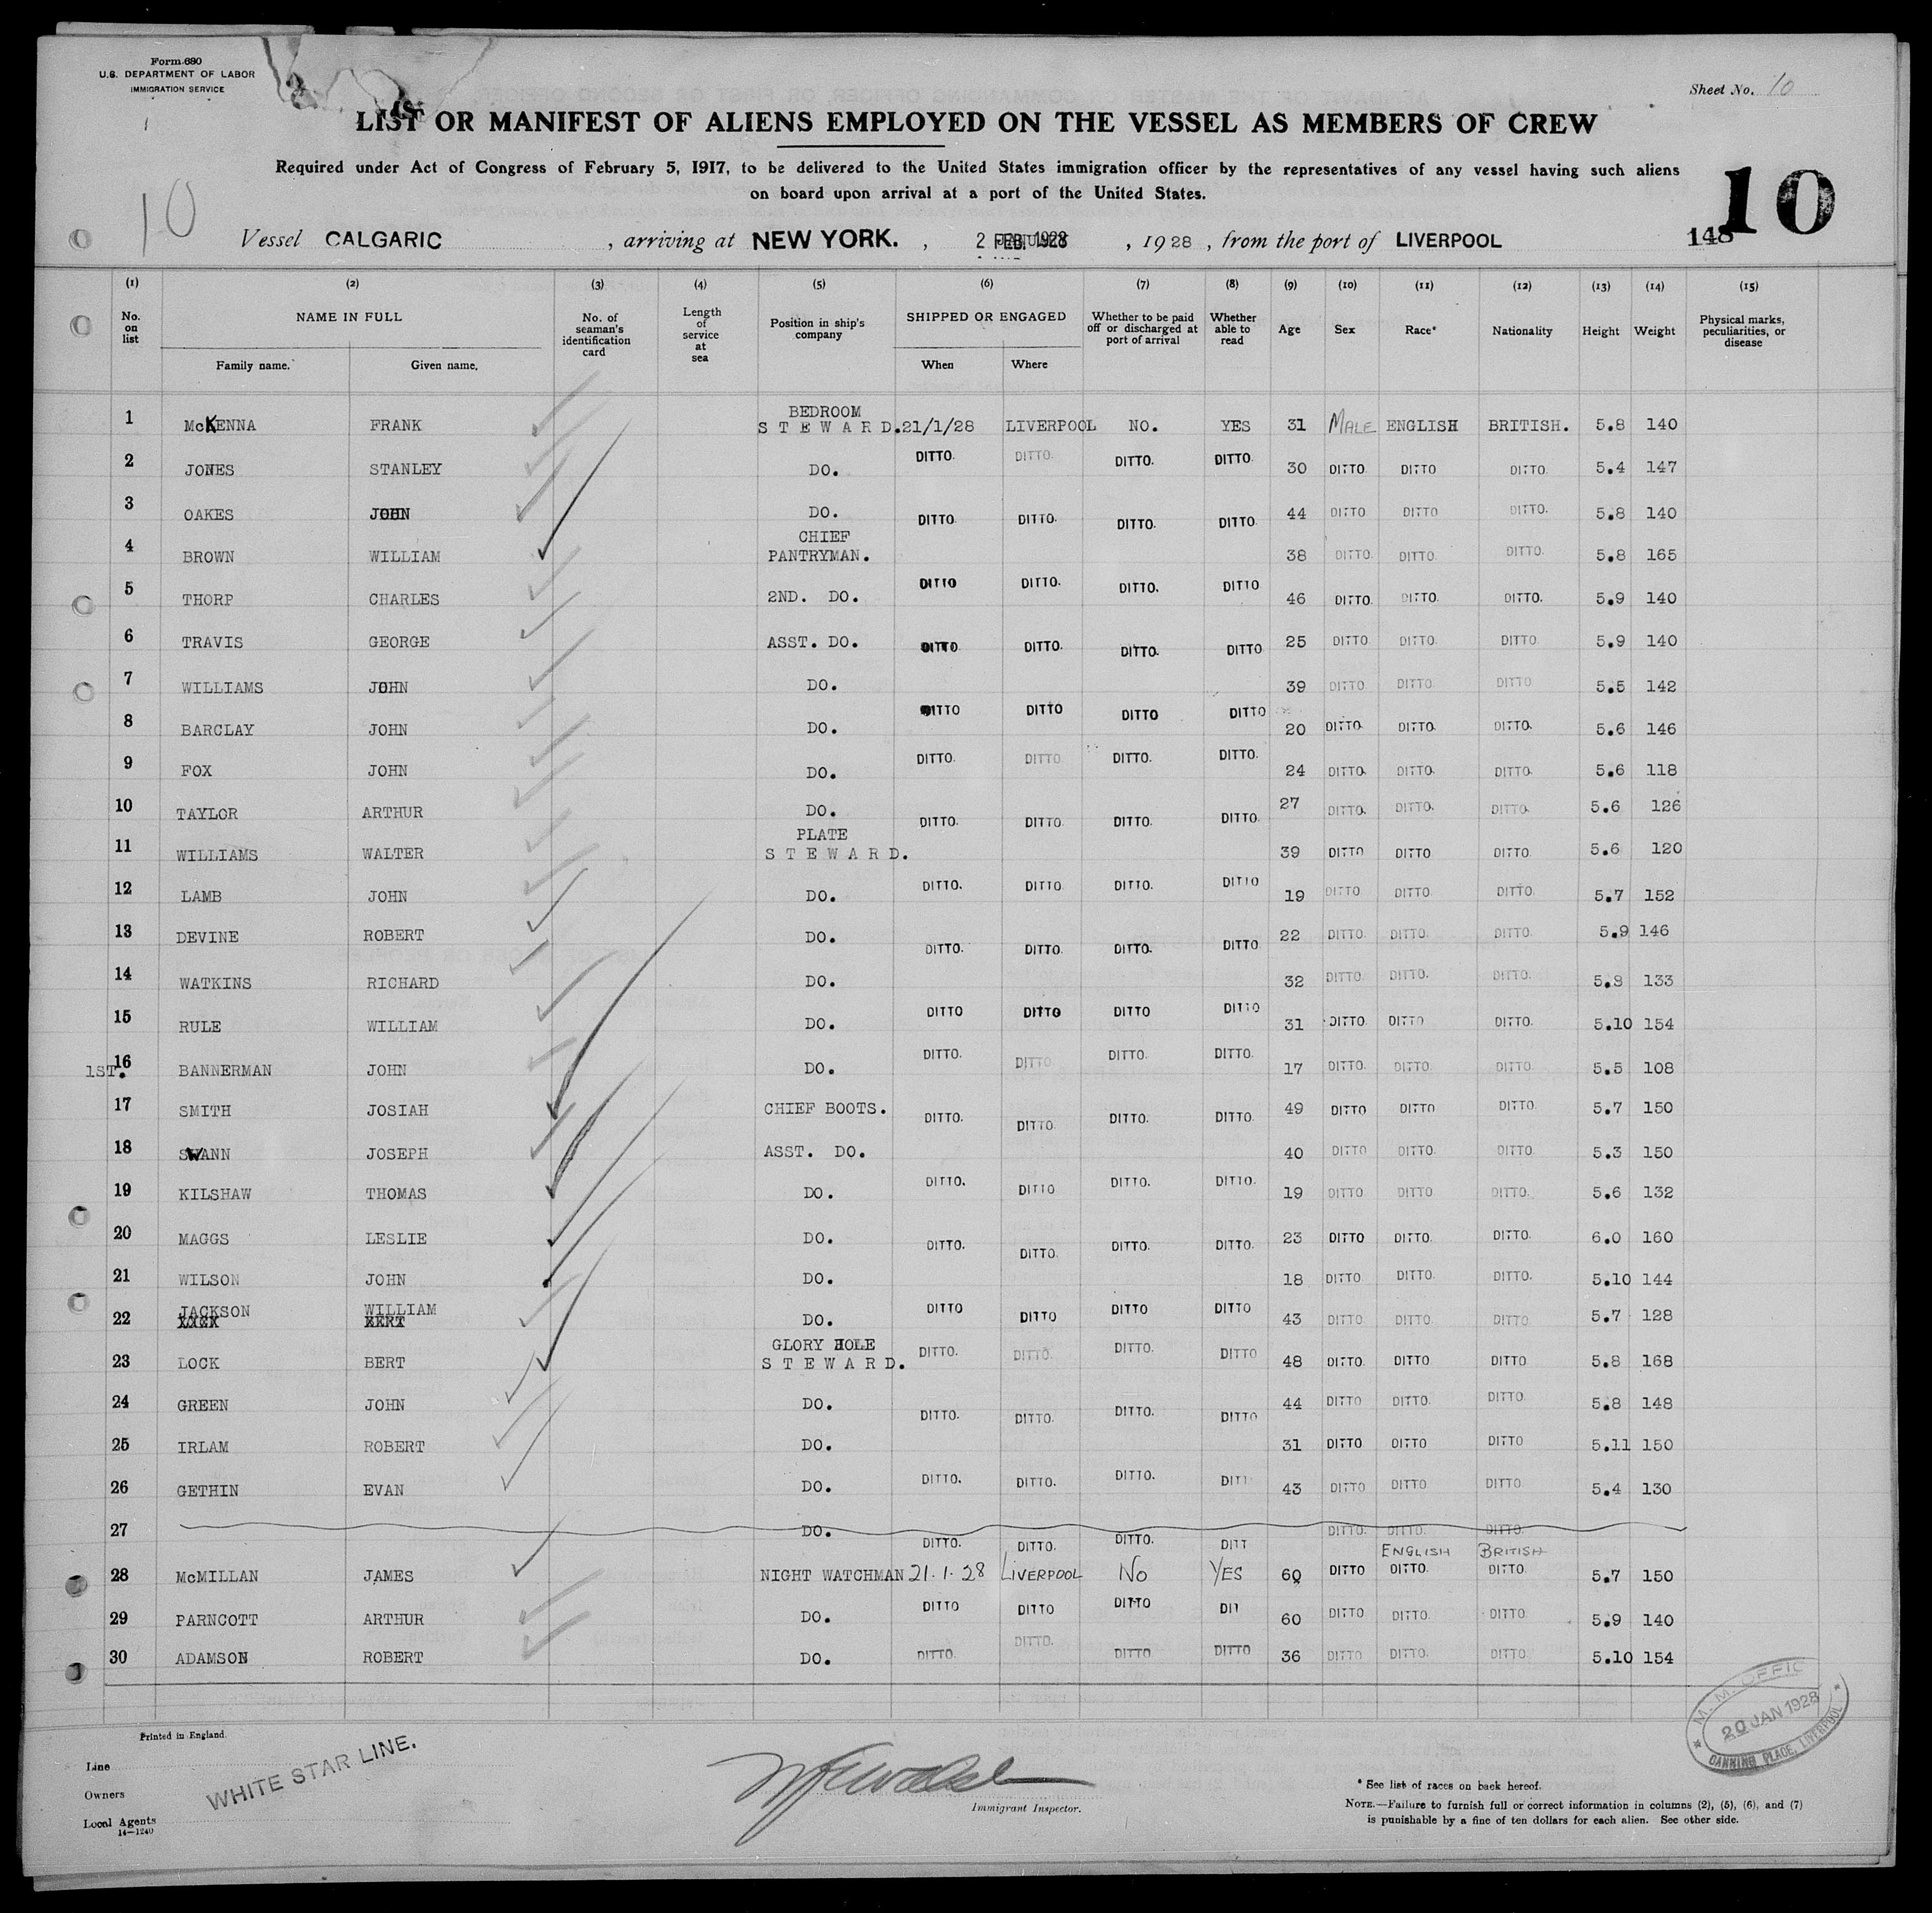 Form 680
U.S. DEPARTMENT OF LABOR
IMMIGRATION SERVICE
Sheet No. 10
LIST OR MANIFEST OF ALIENS EMPLOYED ON THE VESSEL AS MEMBERS OF CREW
Required under Act of Congress of February 5, 1917, to be delivered to the United States immigration officer by the representatives of any vessel having such aliens
on board upon arrival at a port of the United States.
10
10
Vessel CALGARIC , arriving at NEW YORK. , 2 FEB. 1928 , 1928 , from the port of LIVERPOOL
148
(1) (2) (3) (4) (5) (6) (7) (8) (9) (10) (11) (12) (13) (14) (15)
No. on list NAME IN FULL Family name. Given name. No. of seaman's identification card Length of service at sea Position in ship's company SHIPPED OR ENGAGED When Where Whether to be paid off or discharged at port of arrival Whether able to read Age Sex Race* Nationality Height Weight Physical marks, peculiarities, or disease
1 McKENNA FRANK BEDROOM STEWARD. 21/1/28 LIVERPOOL NO. YES 31 MALE ENGLISH BRITISH. 5.8 140
2 JONES STANLEY DO. DITTO. DITTO. DITTO. DITTO. 30 DITTO. DITTO DITTO. 5.4 147
3 OAKES JOHN DO. DITTO. DITTO. DITTO. DITTO. 44 DITTO. DITTO DITTO. 5.8 140
4 BROWN WILLIAM CHIEF PANTRYMAN. 38 DITTO. DITTO. DITTO. 5.8 165
5 THORP CHARLES 2ND. DO. DITTO DITTO. DITTO. DITTO 46 DITTO. DITTO. DITTO. 5.9 140
6 TRAVIS GEORGE ASST. DO. DITTO. DITTO. DITTO. DITTO 25 DITTO. DITTO. DITTO. 5.9 140
7 WILLIAMS JOHN DO. 39 DITTO. DITTO. DITTO 5.5 142
8 BARCLAY JOHN DO. DITTO DITTO DITTO DITTO 20 DITTO. DITTO. DITTO. 5.6 146
9 FOX JOHN DO. DITTO. DITTO. DITTO. DITTO. 24 DITTO. DITTO. DITTO. 5.6 118
10 TAYLOR ARTHUR DO. DITTO. DITTO. DITTO. DITTO. 27 DITTO. DITTO. DITTO. 5.6 126
11 WILLIAMS WALTER PLATE STEWARD. 39 DITTO DITTO DITTO. 5.6 120
12 LAMB JOHN DO. DITTO. DITTO DITTO. DITTO 19 DITTO DITTO. DITTO. 5.7 152
13 DEVINE ROBERT DO. DITTO. DITTO. DITTO. DITTO. 22 DITTO. DITTO. DITTO. 5.9 146
14 WATKINS RICHARD DO. 32 DITTO. DITTO. DITTO. 133
15 RULE WILLIAM DO. DITTO DITTO DITTO DITTO 31 DITTO. DITTO DITTO. 5.10 154
1ST. 16 BANNERMAN JOHN DO. DITTO. DITTO. DITTO. DITTO. 17 DITTO. DITTO. DITTO. 5.5 108
17 SMITH JOSIAH CHIEF BOOTS. DITTO. DITTO. DITTO. DITTO. 49 DITTO DITTO DITTO. 5.7 150
18 SWANN JOSEPH ASST. DO. 40 DITTO DITTO. DITTO. 5.3 150
19 KILSHAW THOMAS DO. DITTO. DITTO DITTO. DITTO. 19 DITTO DITTO DITTO. 5.6 132
20 MAGGS LESLIE DO. DITTO. DITTO. DITTO. DITTO. 23 DITTO DITTO. DITTO. 6.0 160
21 WILSON JOHN DO. 18 DITTO DITTO. DITTO. 5.10 144
22 JACKSON WILLIAM DO. DITTO DITTO DITTO DITTO 43 DITTO. DITTO. DITTO 5.7 128
23 LOCK BERT GLORY HOLE STEWARD. DITTO. DITTO. DITTO. DITTO 48 DITTO. DITTO DITTO 5.8 168
24 GREEN JOHN DO. DITTO. DITTO. DITTO. DITTO 44 DITTO DITTO. DITTO. 5.8 148
25 IRLAM ROBERT DO. 31 DITTO DITTO DITTO 5.11 150
26 GETHIN EVAN DO. DITTO. DITTO. DITTO. DITT 43 DITTO DITTO DITTO. 5.4 130
27 DO. DITTO. DITTO. DITTO. DITT DITTO. DITTO. DITTO.
ENGLISH BRITISH
28 McMILLAN JAMES NIGHT WATCHMAN 21.1.28 LIVERPOOL NO YES 60 DITTO DITTO. DITTO. 5.7 150
29 PARNCOTT ARTHUR DO. DITTO DITTO DITTO DIT 60 DITTO DITTO. DITTO. 5.9 140
30 ADAMSON ROBERT DO. DITTO. DITTO. DITTO DITTO 36 DITTO DITTO. DITTO 5.10 154
Printed in England.
Line
Owners
Local Agents
14—1240
WHITE STAR LINE.
Immigrant Inspector.
* See list of races on back hereof.
NOTE.—Failure to furnish full or correct information in columns (2), (5), (6), and (7)
is punishable by a fine of ten dollars for each alien. See other side.
M. M. OFFIC
20 JAN 1928
CANNING PLACE, LIVERPOOL